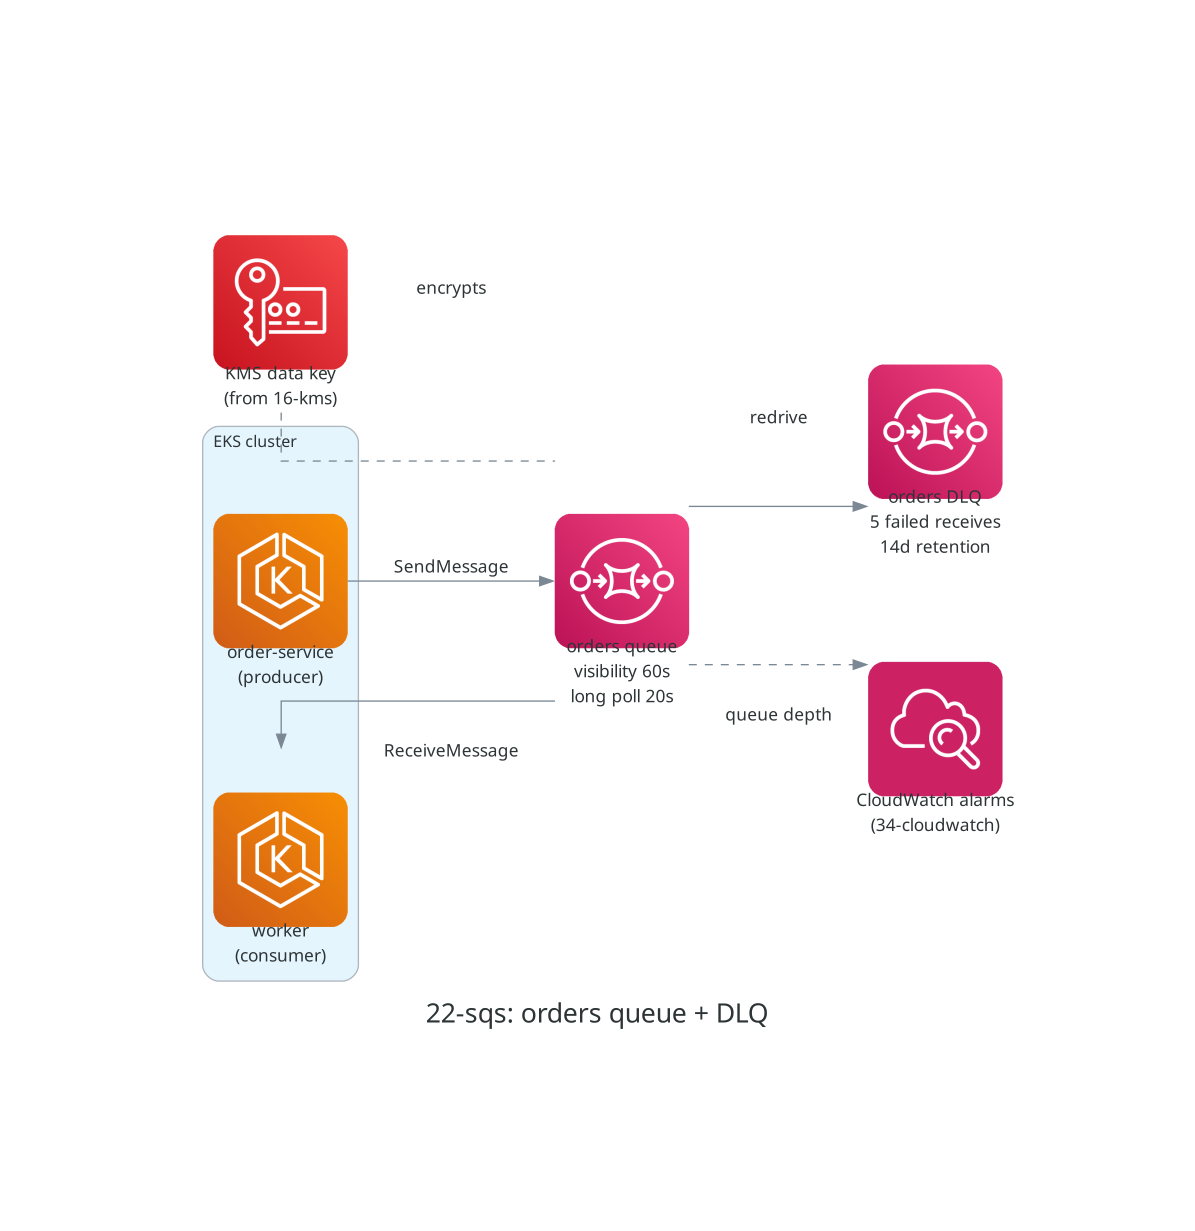 encrypts
KMS data key
(from 16-kms)
redrive
EKS cluster
orders DLQ
5 failed receives
14d retention
SendMessage
order-service
(producer)
orders queue
visibility 60s
long poll 20s
queue depth
ReceiveMessage
CloudWatch alarms
(34-cloudwatch)
worker
(consumer)
22-sqs: orders queue + DLQ